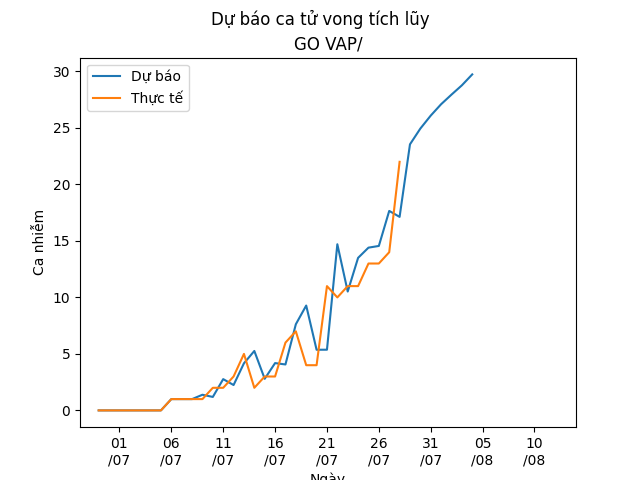 Dự báo ca tử vong tích lũy
GO VAP/
Dự báo
Thực tế
Ca nhiễm
30
25
20
15
10
5
0
01 06 11 16 21 26 31 05 10
/07 /07 /07 /07 /07 /07 /07 /08 /08
Ngày